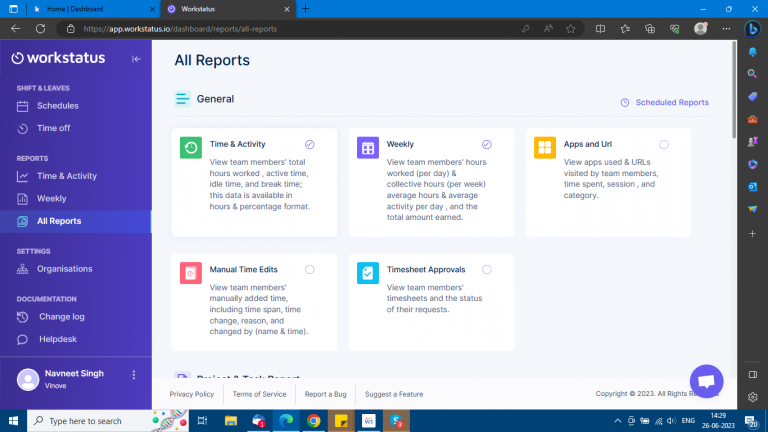 Home | Dashboard
Workstatus
https://app.workstatus.io/dashboard/reports/all-reports
workstatus
SHIFT & LEAVES
Schedules
Time off
REPORTS
Time & Activity
Weekly
All Reports
SETTINGS
Organisations
DOCUMENTATION
Change log
Helpdesk
Navneet Singh
Vinove
All Reports
General
Scheduled Reports
Time & Activity
View team members'  total
hours worked , active time,
idle time, and break time;
this data is available in
hours & percentage format.
Weekly
View team members' hours
worked (per day) &
collective hours (per week)
average hours & average
activity per day , and the
total amount earned.
Apps and Url
View apps used & URLs
visited by team members,
time spent, session , and
category.
Manual Time Edits
View team members'
manually added time,
including time span, time
change, reason, and
changed by (name & time).
Timesheet Approvals
View team members'
timesheets and the status
of their requests.
Project & Task Report
Privacy Policy
Terms of Service
Report a Bug
Suggest a Feature
Copyright © 2023. All Rights
Type here to search
ENG
14:29
26-06-2023
20